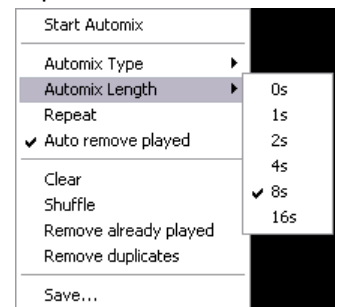 Start Automix
Automix Type
Automix Length
Repeat
Auto remove played
Clear
Shuffle
Remove already played
Remove duplicates
Save...
0s
1s
2s
4s
8s
16s